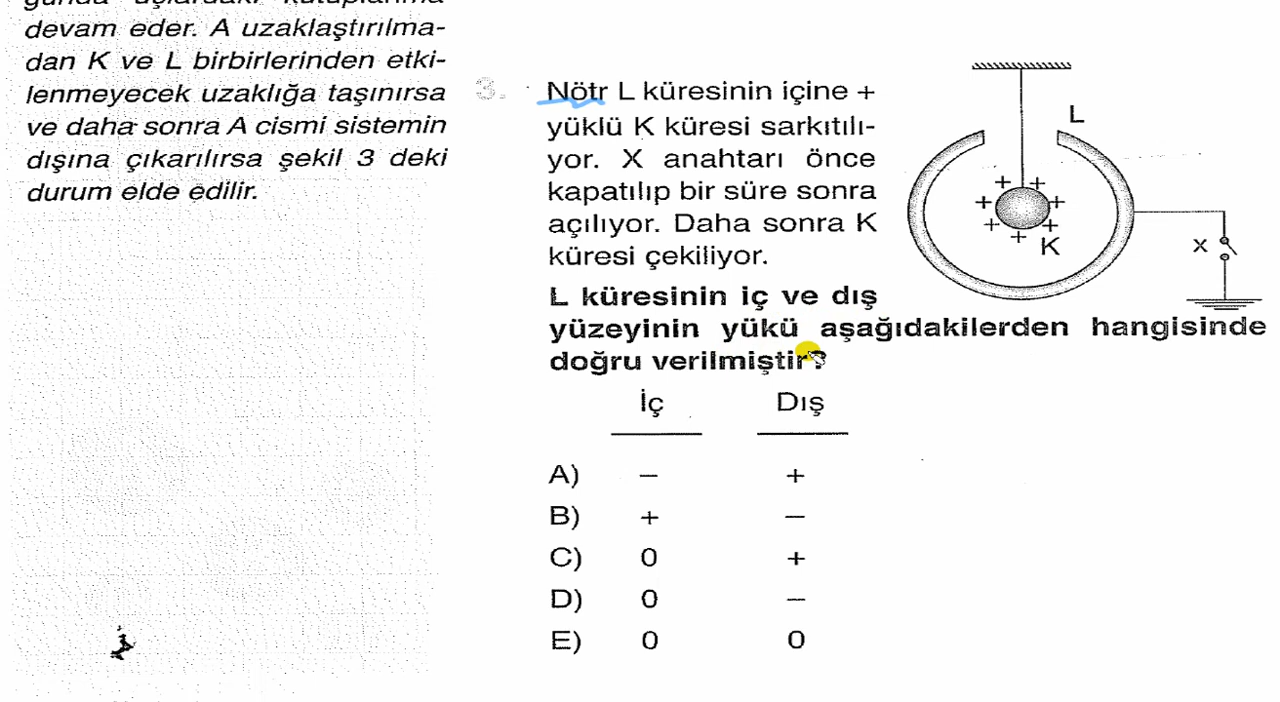 devam eder. A uzaklaştırılma-
dan K ve L birbirlerinden etki-
lenmeyecek uzaklığa taşınırsa
ve daha sonra A cismi sistemin
dışına çıkarılırsa şekil 3 deki
durum elde edilir.
3.
Nötr L küresinin içine +
yüklü K küresi sarkıtılı-
yor. X anahtarı önce
kapatılıp bir süre sonra
açılıyor. Daha sonra K
küresi çekiliyor.
L küresinin iç ve dış
yüzeyinin yükü aşağıdakilerden hangisinde
doğru verilmiştir?
İç Dış
A) – +
B) + –
C) 0 +
D) 0 –
E) 0 0
L
+ +
+ +
+ +
+
K
X